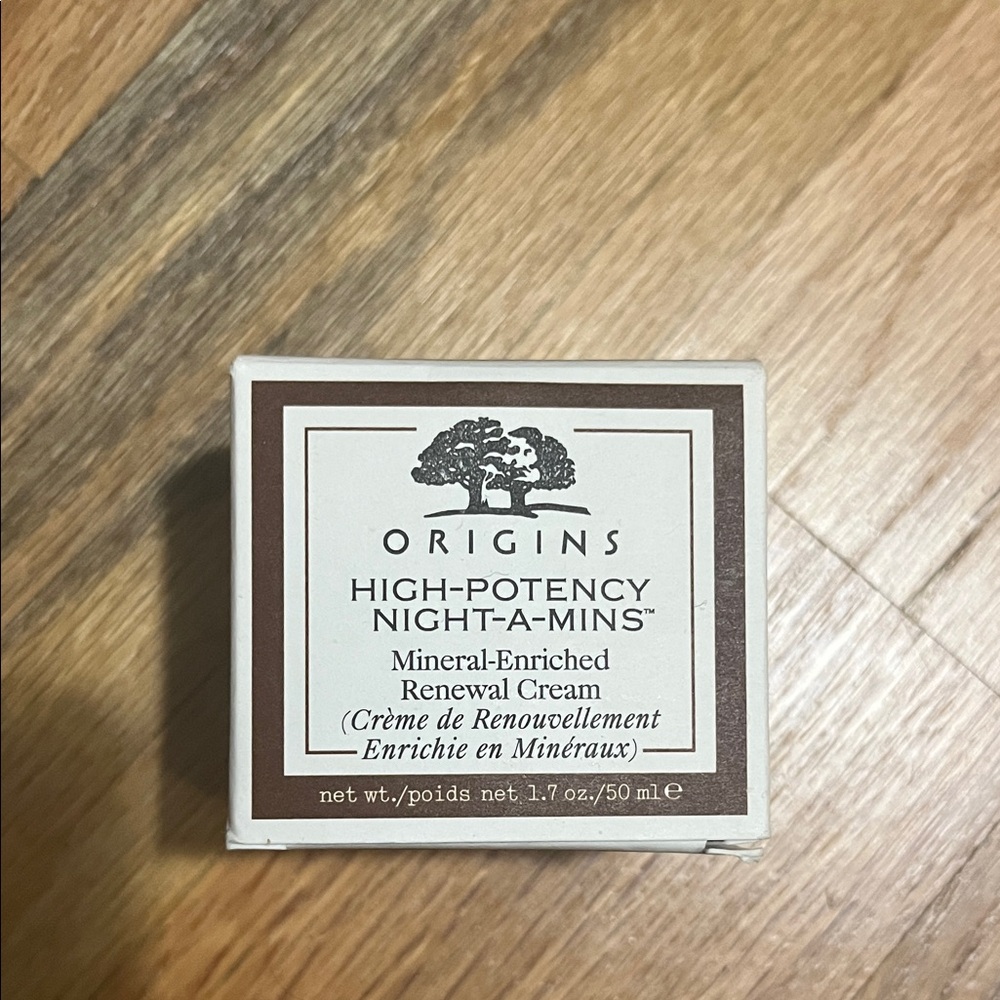 ORIGINS
HIGH-POTENCY
NIGHT-A-MINS™
Mineral-Enriched
Renewal Cream
(Crème de Renouvellement
Enrichie en Minéraux)
net wt./poids net 1.7 oz./50 ml ℮